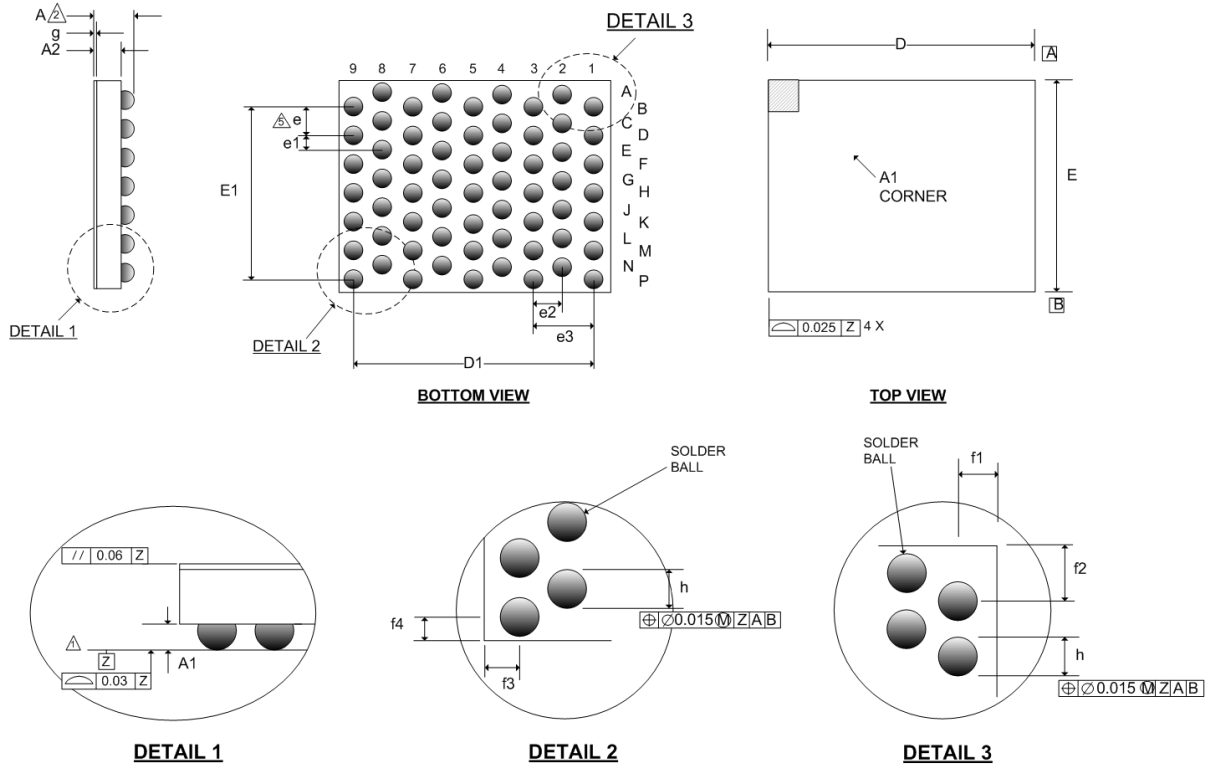 A 2
g
A2
DETAIL 1
DETAIL 3
9 8 7 6 5 4 3 2 1
A
B
C
D
E
F
G
H
J
K
L
M
N
P
5 e
e1
E1
e2
e3
D1
DETAIL 2
BOTTOM VIEW
D
A
A1
CORNER
E
B
⌓ 0.025 Z 4 X
TOP VIEW
// 0.06 Z
1
Z
A1
⌓ 0.03 Z
DETAIL 1
SOLDER
BALL
h
⌖ ∅0.015 Ⓜ Z A B
f4
f3
DETAIL 2
SOLDER
BALL
f1
f2
h
⌖ ∅0.015 Ⓜ Z A B
DETAIL 3